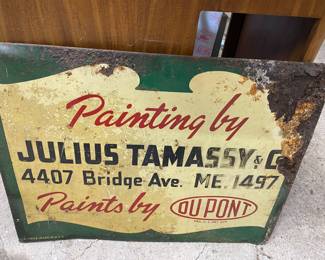 Painting by
JULIUS TAMASSY & C
4407 Bridge Ave. ME. 1497
Paints by DU PONT